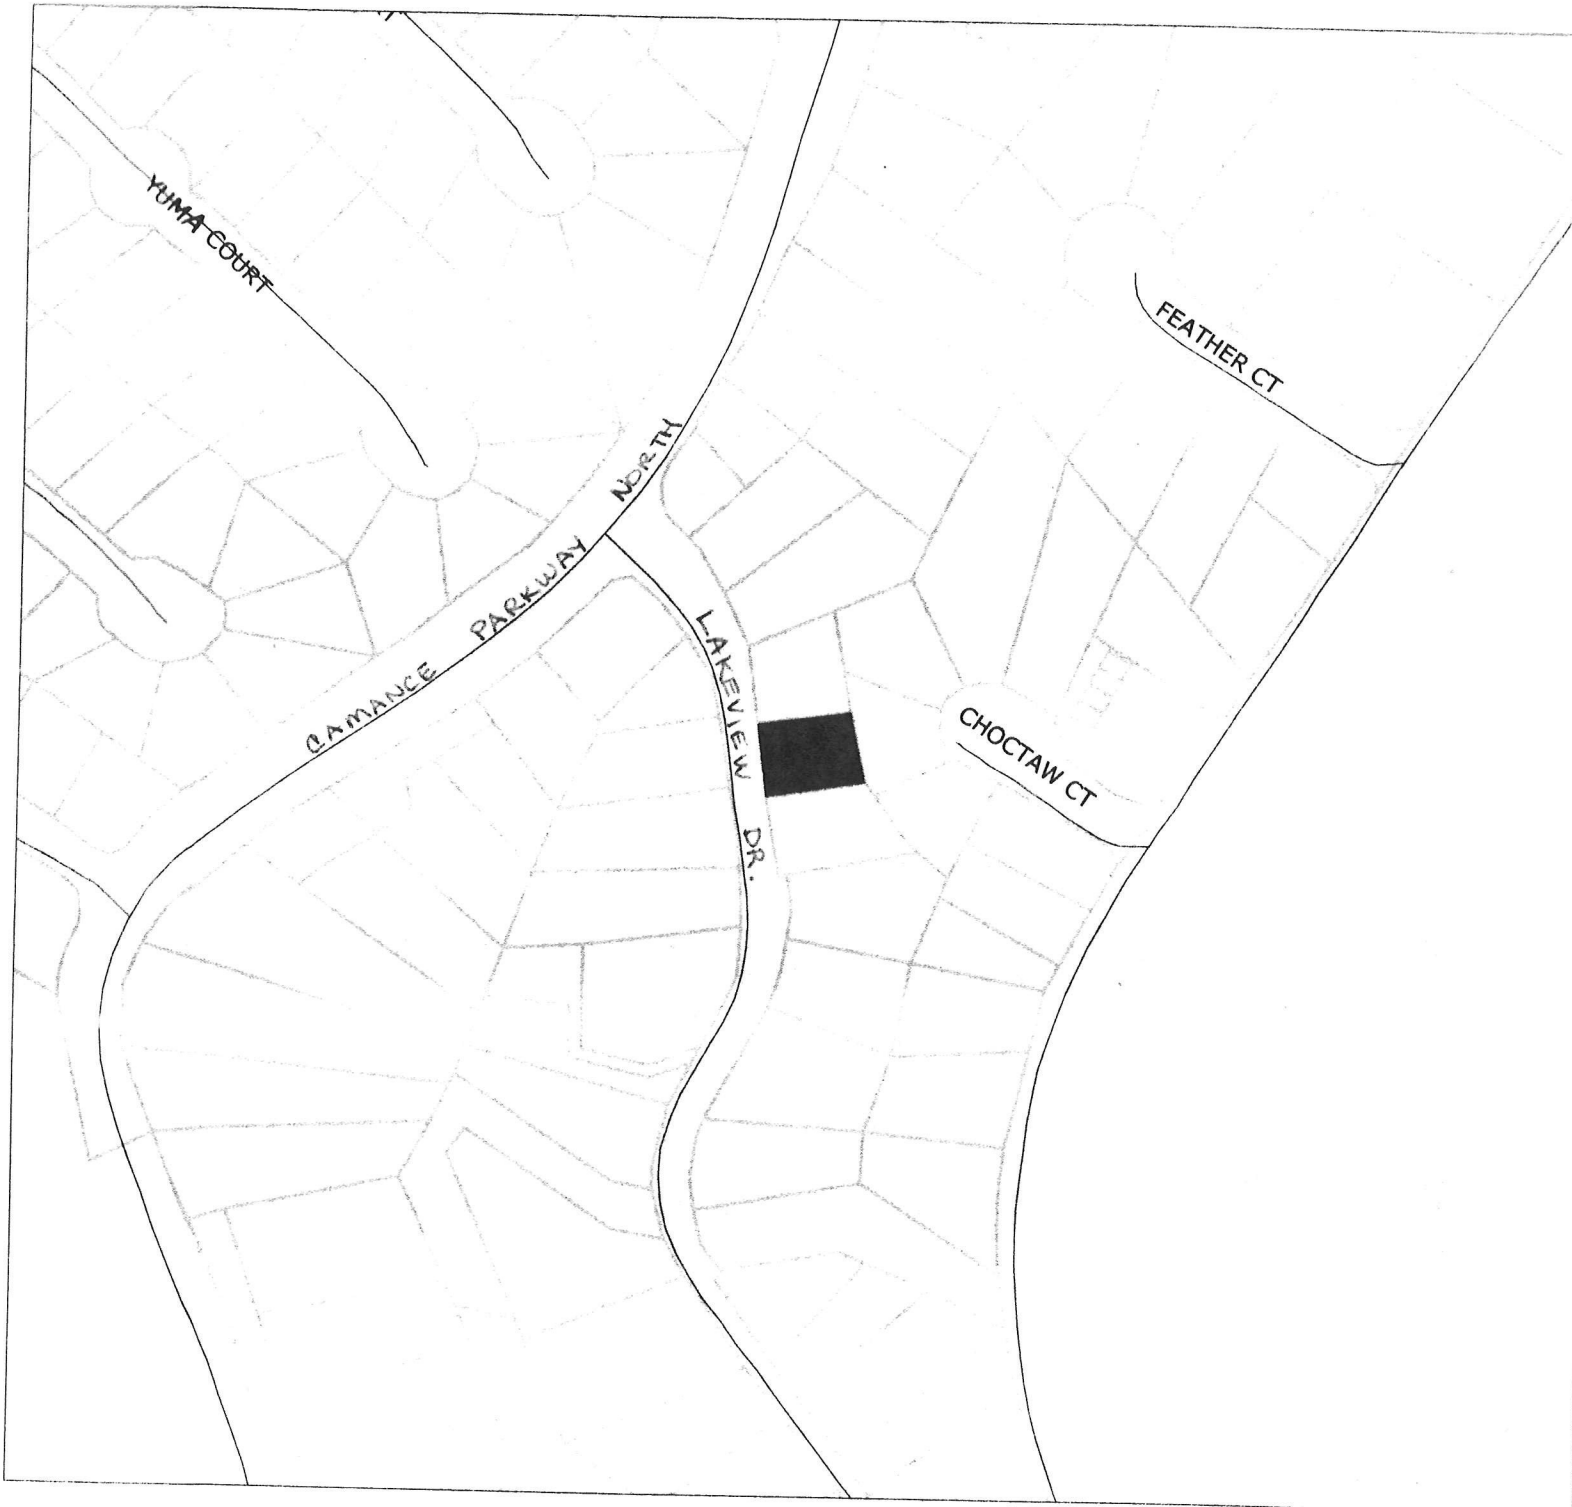 YUMA COURT
FEATHER CT
CAMANCE PARKWAY NORTH
LAKEVIEW DR.
CHOCTAW CT